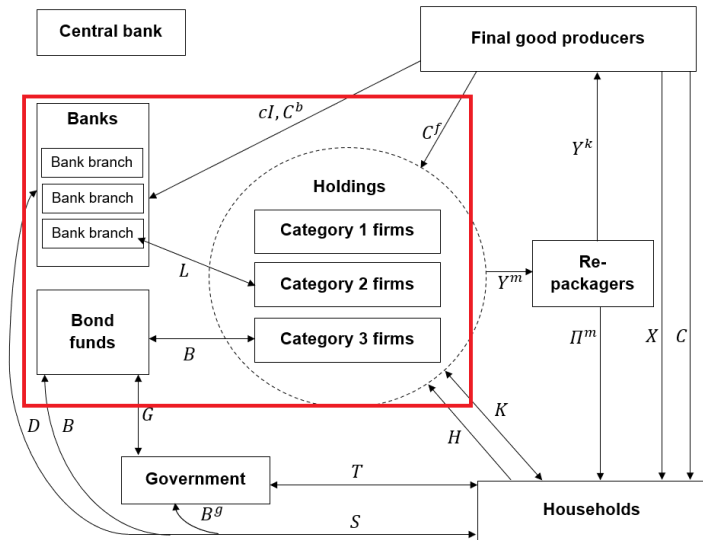 Central bank
Final good producers
Banks
cI, C^b
Bank branch
C^f
Y^k
Holdings
Bank branch
Category 1 firms
Bank branch
L
Category 2 firms
Y^m
Re-
packagers
Bond
funds
Category 3 firms
B
Π^m
X
C
D
B
G
H
K
Government
T
B^g
S
Households